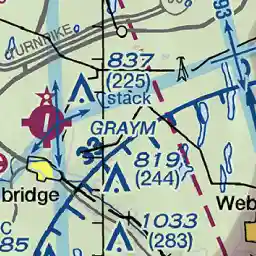 TURNPIKE
837
(225)
stack
GRAYM
819
(244)
bridge
Web
1033
C
(283)
85